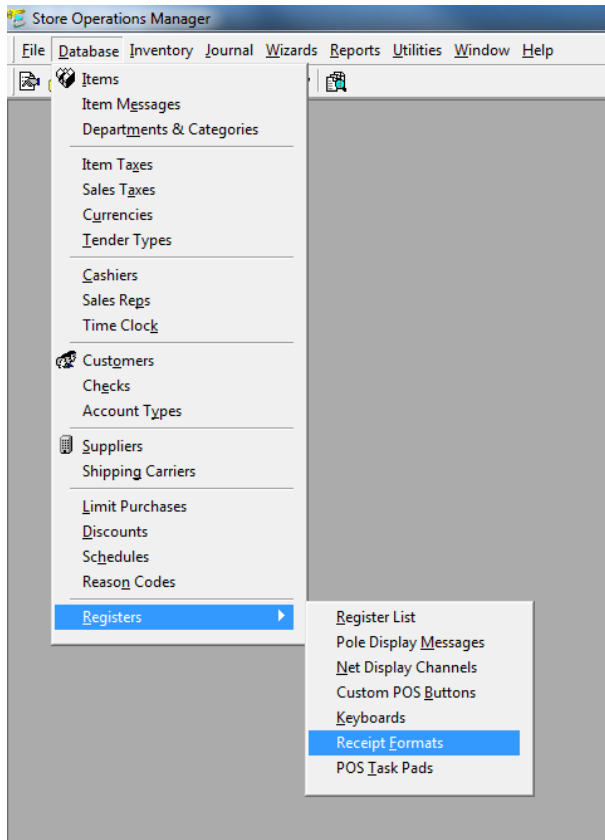 Store Operations Manager
File Database Inventory Journal Wizards Reports Utilities Window Help
Items
Item Messages
Departments & Categories
Item Taxes
Sales Taxes
Currencies
Tender Types
Cashiers
Sales Reps
Time Clock
Customers
Checks
Account Types
Suppliers
Shipping Carriers
Limit Purchases
Discounts
Schedules
Reason Codes
Registers
Register List
Pole Display Messages
Net Display Channels
Custom POS Buttons
Keyboards
Receipt Formats
POS Task Pads